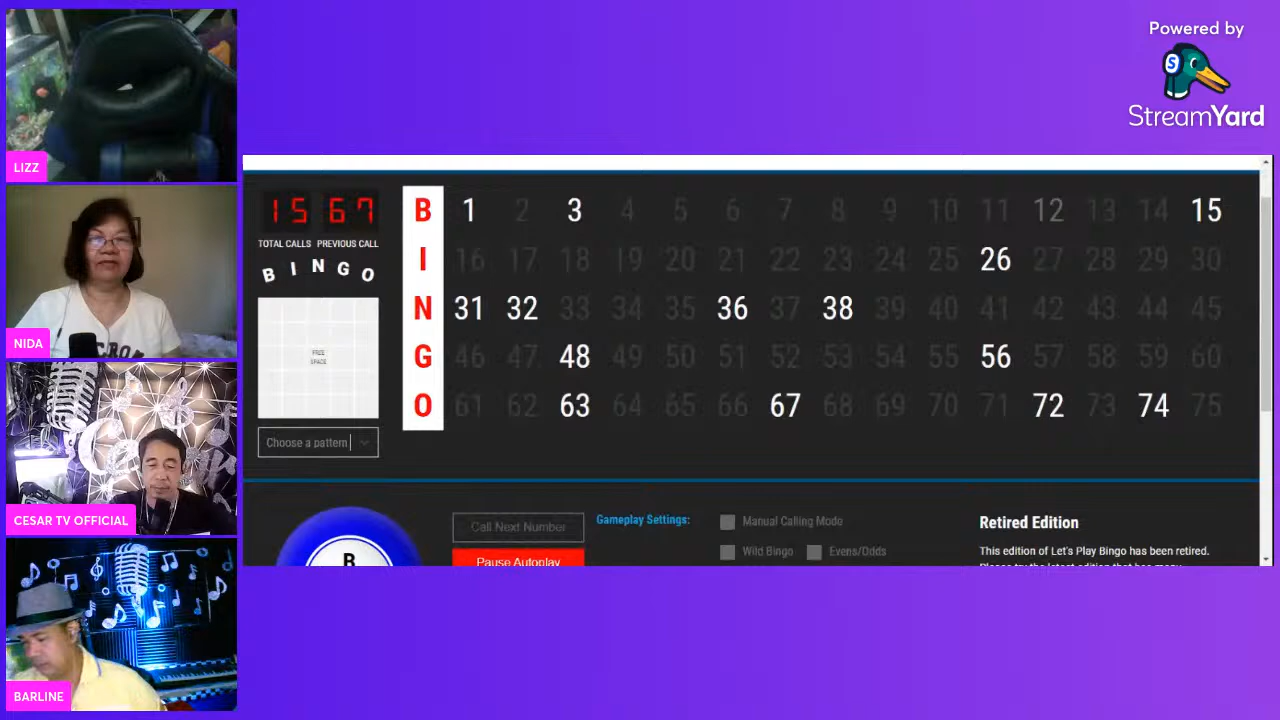 Powered by
StreamYard
LIZZ
NIDA
CESAR TV OFFICIAL
BARLINE
15 67
TOTAL CALLS PREVIOUS CALL
B I N G O
FREE
SPACE
Choose a pattern
B 1 2 3 4 5 6 7 8 9 10 11 12 13 14 15
I 16 17 18 19 20 21 22 23 24 25 26 27 28 29 30
N 31 32 33 34 35 36 37 38 39 40 41 42 43 44 45
G 46 47 48 49 50 51 52 53 54 55 56 57 58 59 60
O 61 62 63 64 65 66 67 68 69 70 71 72 73 74 75
B
Call Next Number
Pause Autoplay
Gameplay Settings:
Manual Calling Mode
Wild Bingo Evens/Odds
Retired Edition
This edition of Let's Play Bingo has been retired.